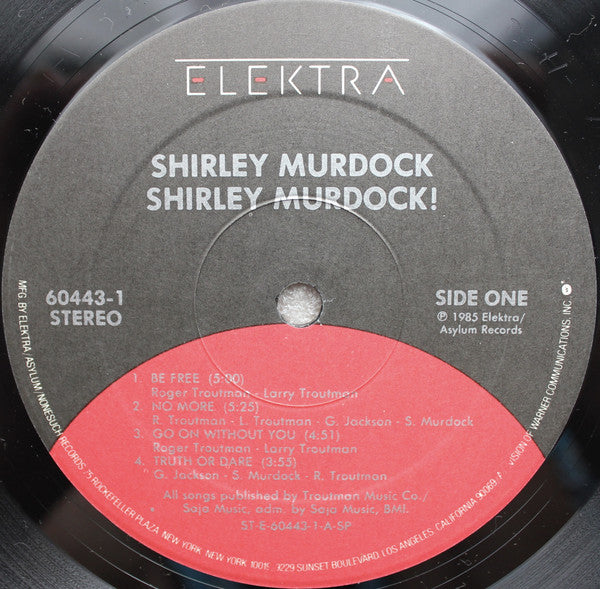 ELEKTRA
SHIRLEY MURDOCK
SHIRLEY MURDOCK!
60443-1
STEREO
SIDE ONE
℗ 1985 Elektra/
Asylum Records
1. BE FREE (5:00)
Roger Troutman - Larry Troutman
2. NO MORE (5:25)
R. Troutman - L. Troutman - G. Jackson - S. Murdock
3. GO ON WITHOUT YOU (4:51)
Roger Troutman - Larry Troutman
4. TRUTH OR DARE (3:55)
G. Jackson - S. Murdock - R. Troutman
All songs published by Troutman Music Co./
Saja Music, adm. by Saja Music, BMI.
ST-E-60443-1-A-SP
MFG. BY ELEKTRA/ASYLUM/NONESUCH RECORDS, 75 ROCKEFELLER PLAZA, NEW YORK, NEW YORK 10019. 9229 SUNSET BOULEVARD, LOS ANGELES, CALIFORNIA 90069. VISION OF WARNER COMMUNICATIONS, INC.